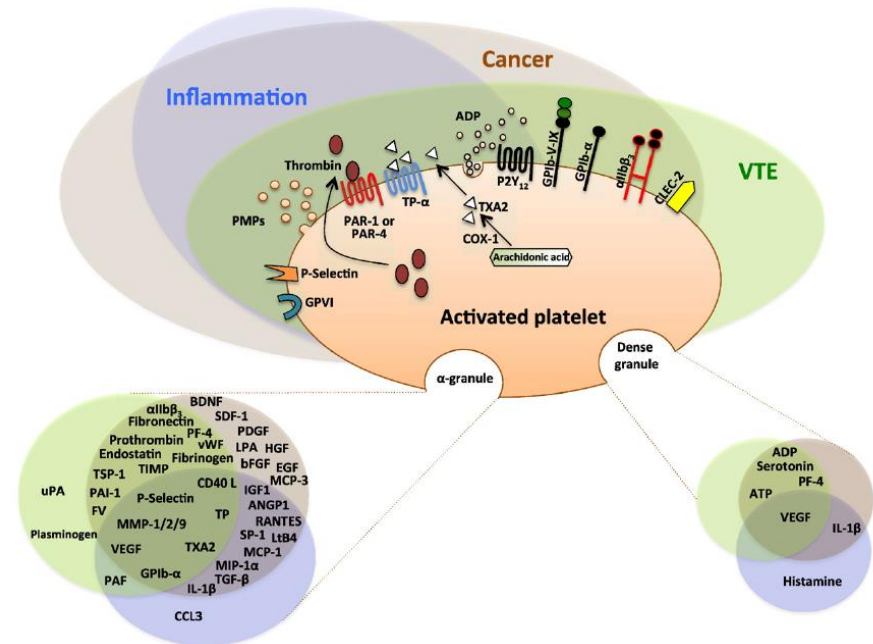 Cancer
Inflammation
VTE
ADP
Thrombin
P2Y12
GPIb-V-IX
GPIb-α
αIIbβ3
CLEC-2
PMPs
PAR-1 or
PAR-4
TP-α
TXA2
COX-1
Arachidonic acid
P-Selectin
GPVI
Activated platelet
α-granule
Dense
granule
αIIbβ3
BDNF
Fibronectin
SDF-1
PF-4
PDGF
Prothrombin
vWF
LPA
HGF
Endostatin
Fibrinogen
bFGF
EGF
TSP-1
TIMP
MCP-3
uPA
CD40 L
IGF1
PAI-1
P-Selectin
ANGP1
FV
MMP-1/2/9
TP
RANTES
Plasminogen
SP-1
LtB4
VEGF
TXA2
MCP-1
PAF
GPIb-α
MIP-1α
TGF-β
IL-1β
CCL3
ADP
Serotonin
PF-4
ATP
VEGF
IL-1β
Histamine